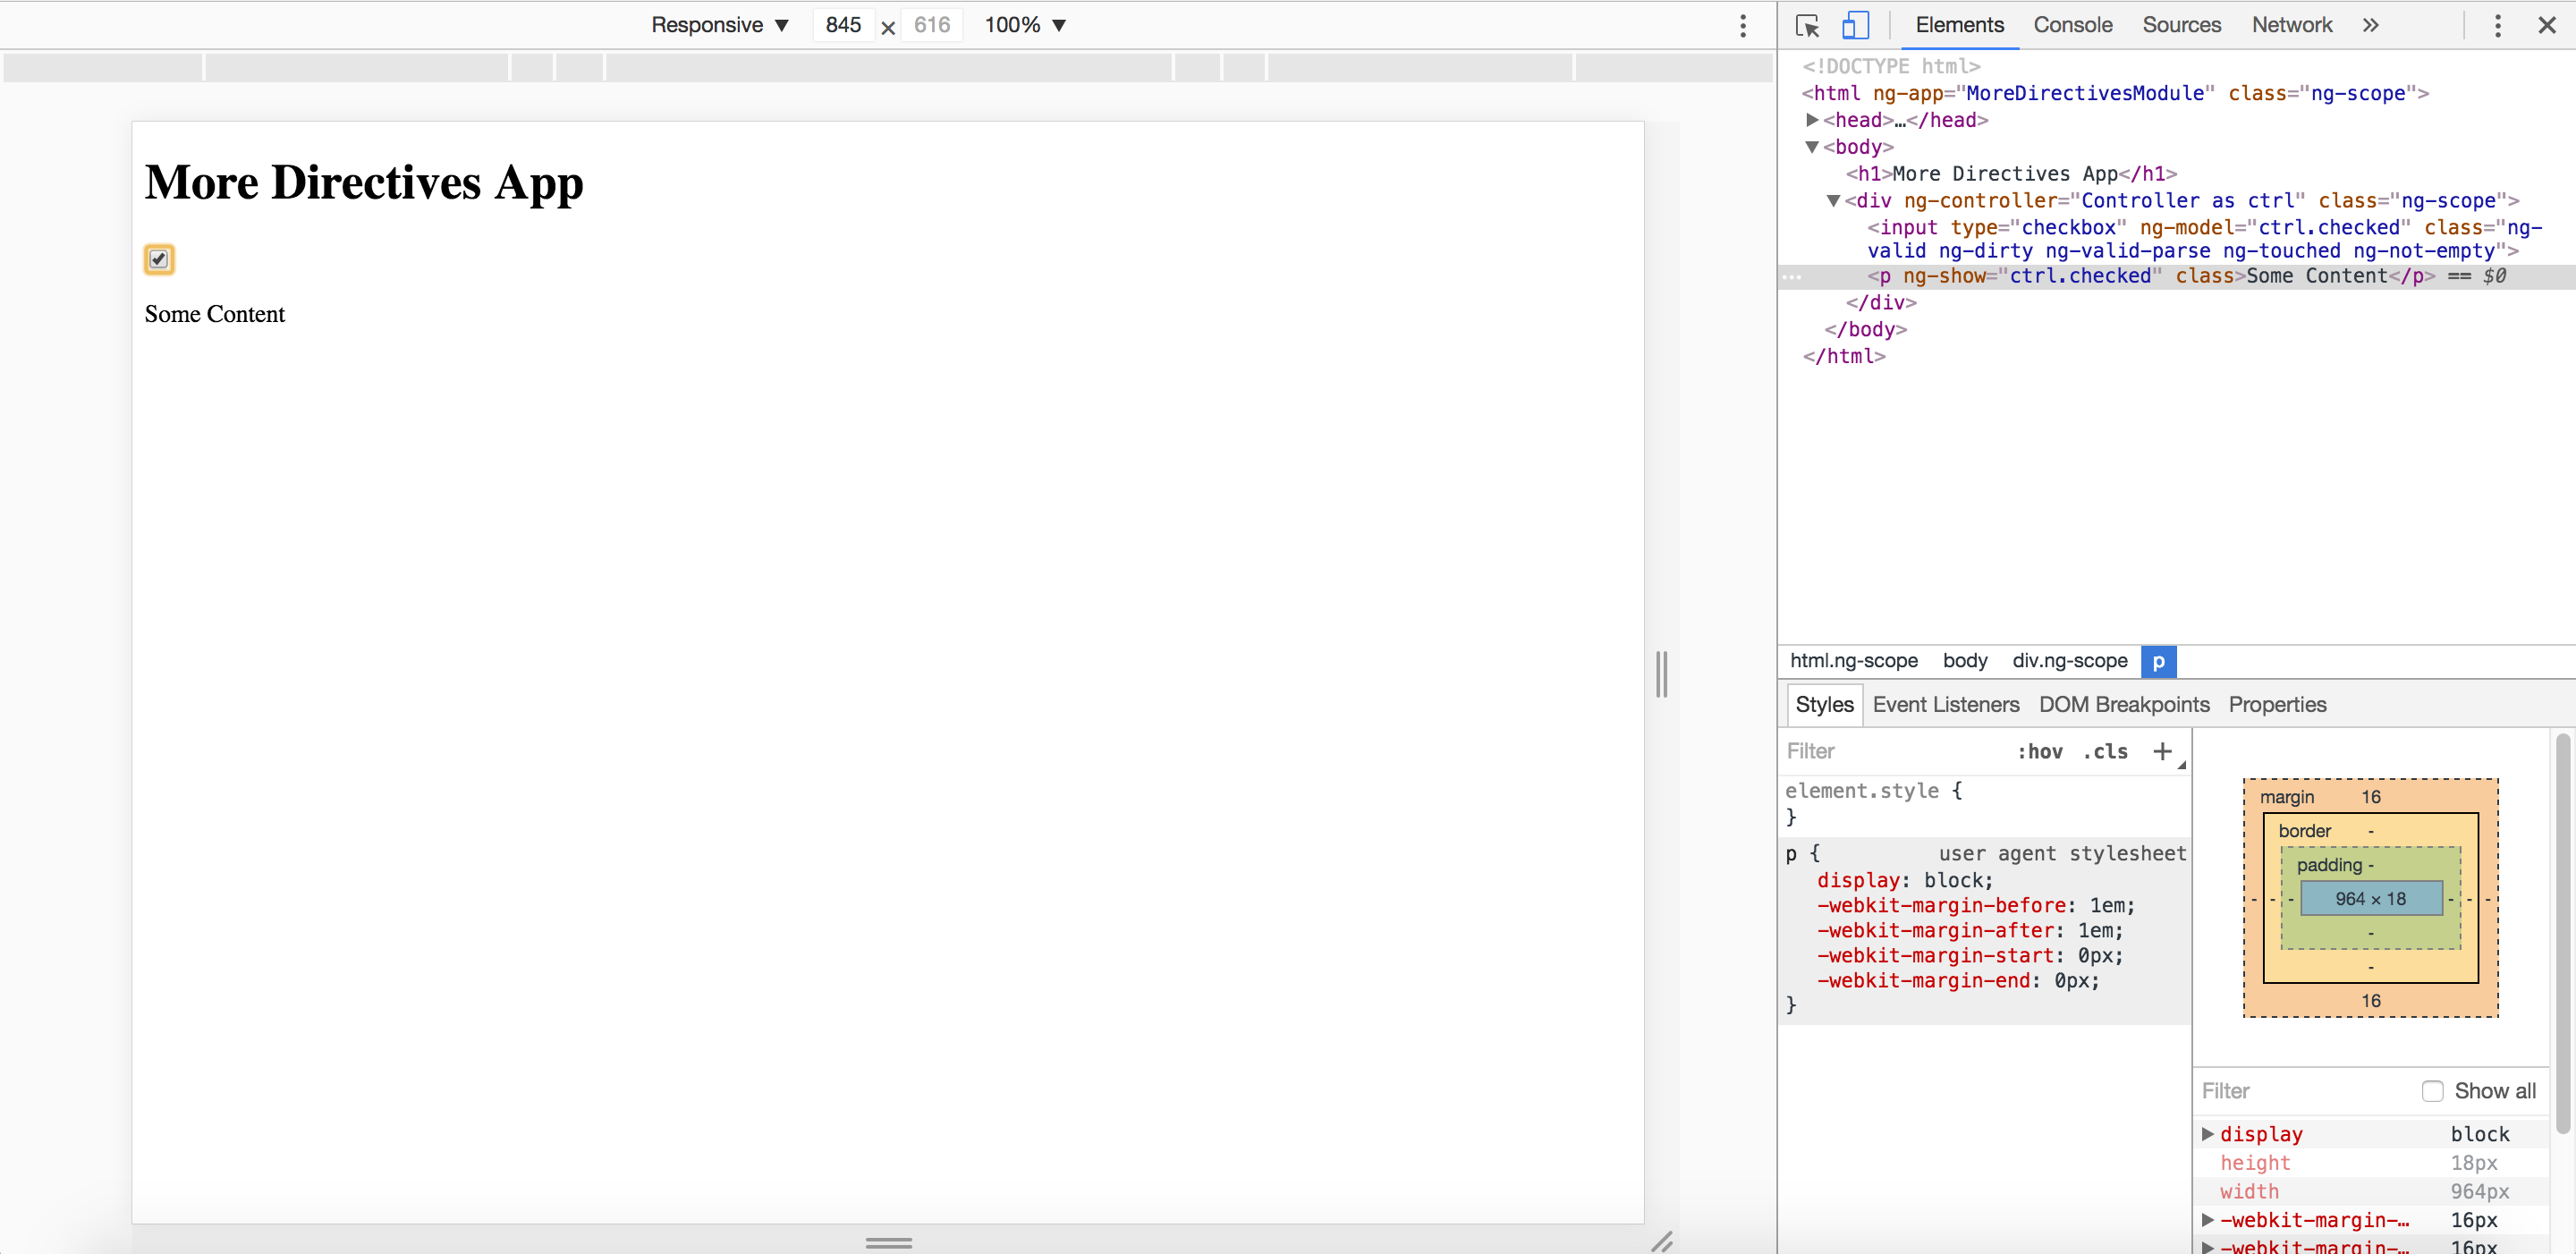 Responsive ▼ 845 × 616 100% ▼
More Directives App
Some Content
Elements Console Sources Network »
<!DOCTYPE html>
<html ng-app="MoreDirectivesModule" class="ng-scope">
▶<head>…</head>
▼<body>
<h1>More Directives App</h1>
▼<div ng-controller="Controller as ctrl" class="ng-scope">
<input type="checkbox" ng-model="ctrl.checked" class="ng-
valid ng-dirty ng-valid-parse ng-touched ng-not-empty">
… <p ng-show="ctrl.checked" class>Some Content</p> == $0
</div>
</body>
</html>
html.ng-scope body div.ng-scope p
Styles Event Listeners DOM Breakpoints Properties
Filter :hov .cls +
element.style {
}
p { user agent stylesheet
display: block;
-webkit-margin-before: 1em;
-webkit-margin-after: 1em;
-webkit-margin-start: 0px;
-webkit-margin-end: 0px;
}
margin 16
border -
padding -
- - - 964 × 18 - - -
-
-
16
Filter Show all
▶ display block
height 18px
width 964px
▶ -webkit-margin-… 16px
▶ -webkit-margin-… 16px